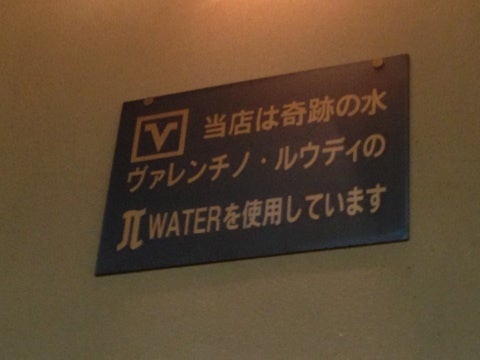 V 当店は奇跡の水
ヴァレンチノ・ルウディの
π WATERを使用しています